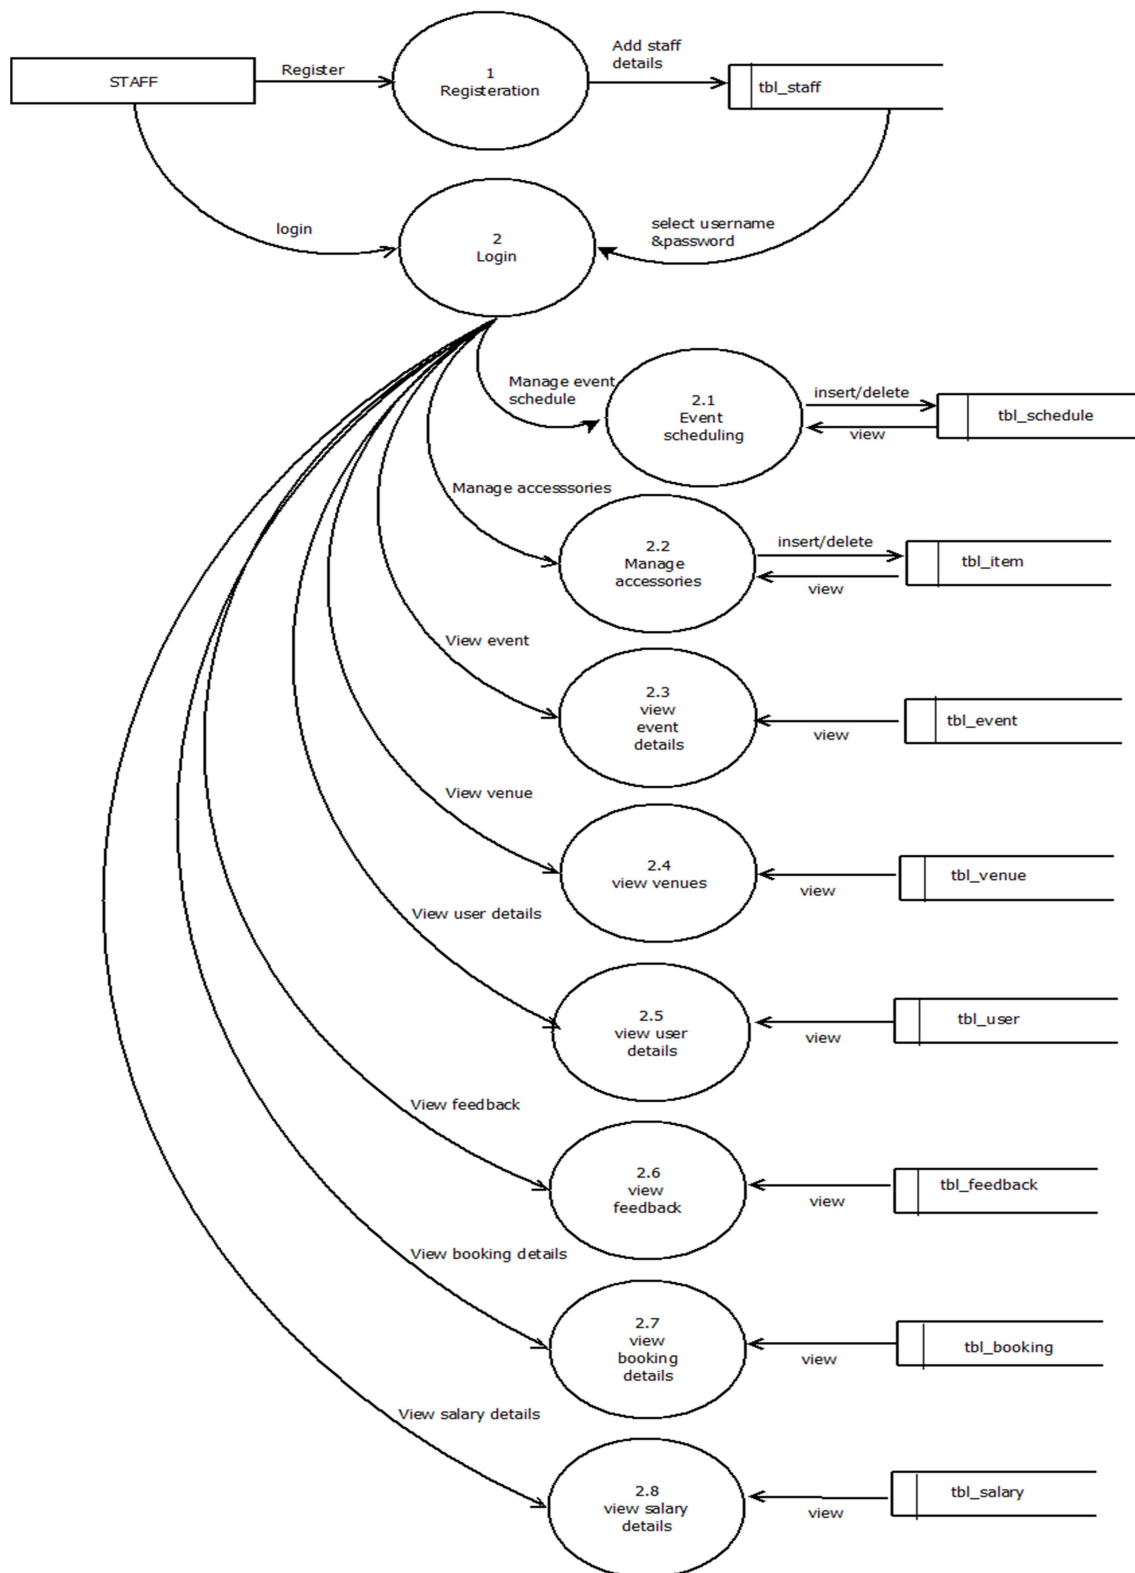 STAFF
Register
1
Registeration
Add staff
details
tbl_staff
login
2
Login
select username
&password
Manage event
schedule
2.1
Event
scheduling
insert/delete
view
tbl_schedule
Manage accesssories
2.2
Manage
accessories
insert/delete
view
tbl_item
View event
2.3
view
event
details
view
tbl_event
View venue
2.4
view venues
view
tbl_venue
View user details
2.5
view user
details
view
tbl_user
View feedback
2.6
view
feedback
view
tbl_feedback
View booking details
2.7
view
booking
details
view
tbl_booking
View salary details
2.8
view salary
details
view
tbl_salary